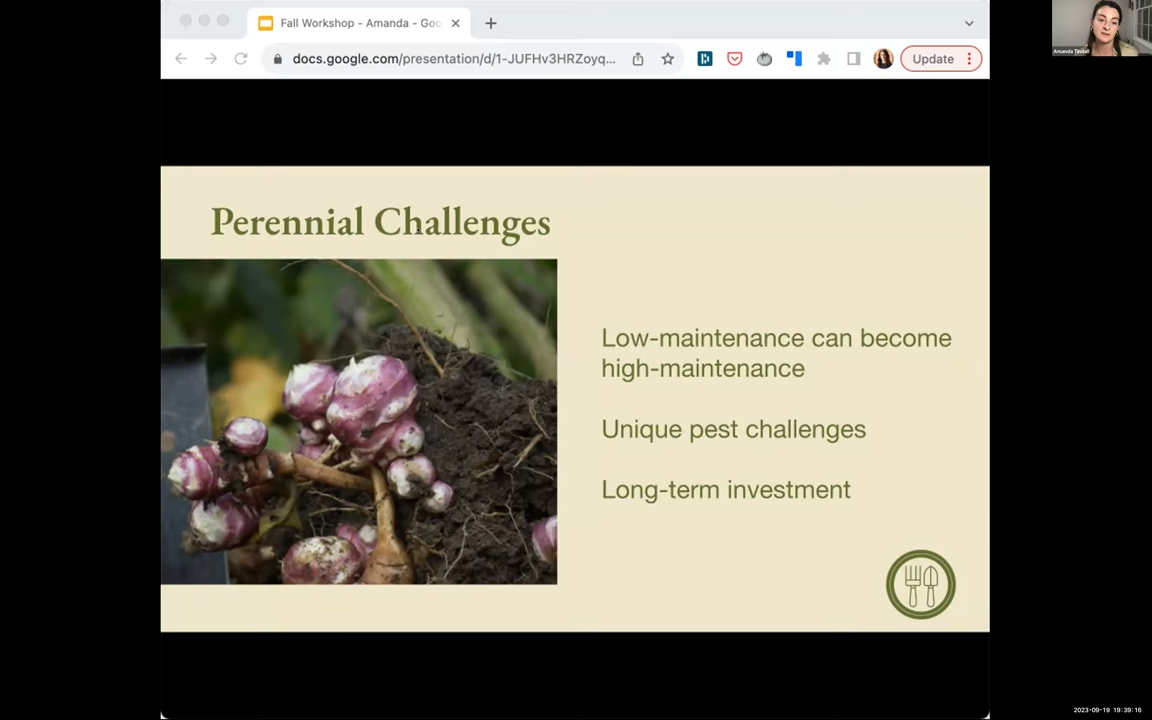 Fall Workshop - Amanda - Goo
docs.google.com/presentation/d/1-JUFHv3HRZoyq...
Update
Amanda Tindall
Perennial Challenges
Low-maintenance can become
high-maintenance
Unique pest challenges
Long-term investment
2023-09-19 19:39:16